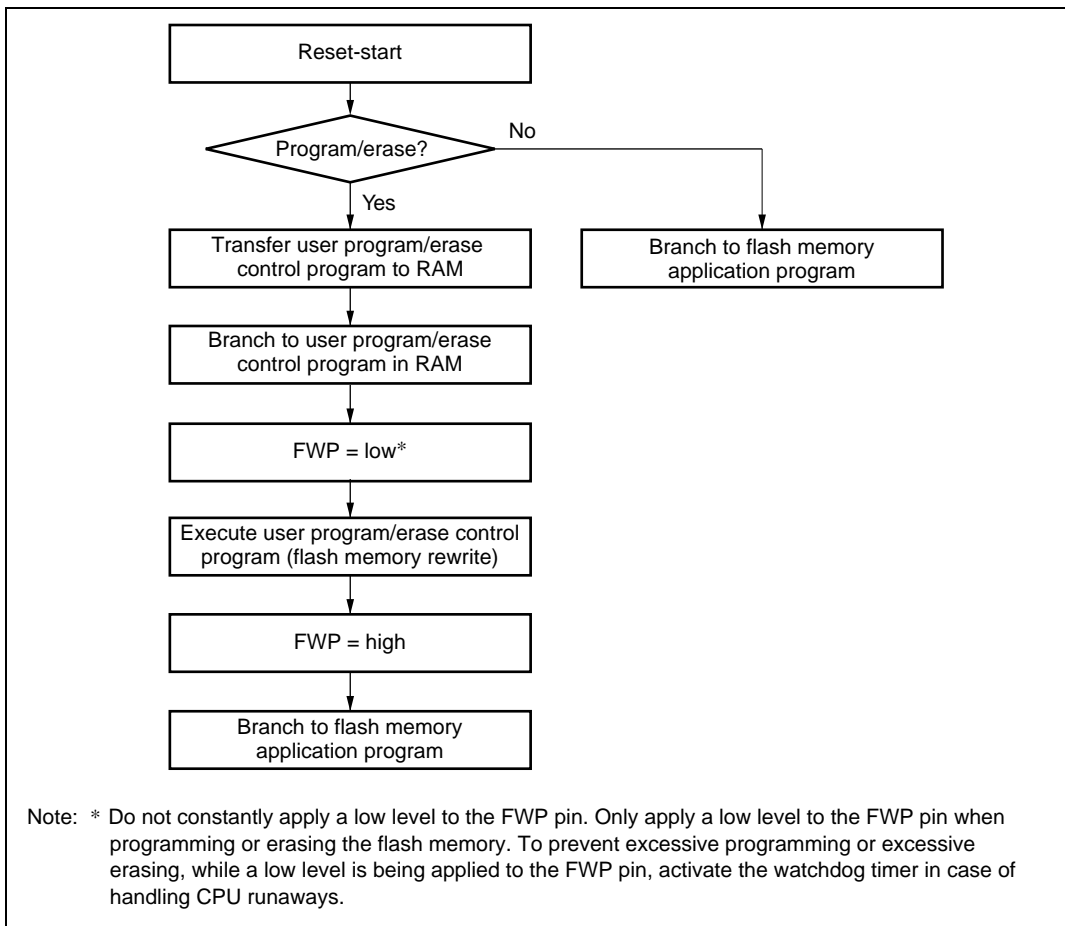 Reset-start
Program/erase?
No
Yes
Transfer user program/erase
control program to RAM
Branch to flash memory
application program
Branch to user program/erase
control program in RAM
FWP = low*
Execute user program/erase control
program (flash memory rewrite)
FWP = high
Branch to flash memory
application program
Note: * Do not constantly apply a low level to the FWP pin. Only apply a low level to the FWP pin when
programming or erasing the flash memory. To prevent excessive programming or excessive
erasing, while a low level is being applied to the FWP pin, activate the watchdog timer in case of
handling CPU runaways.